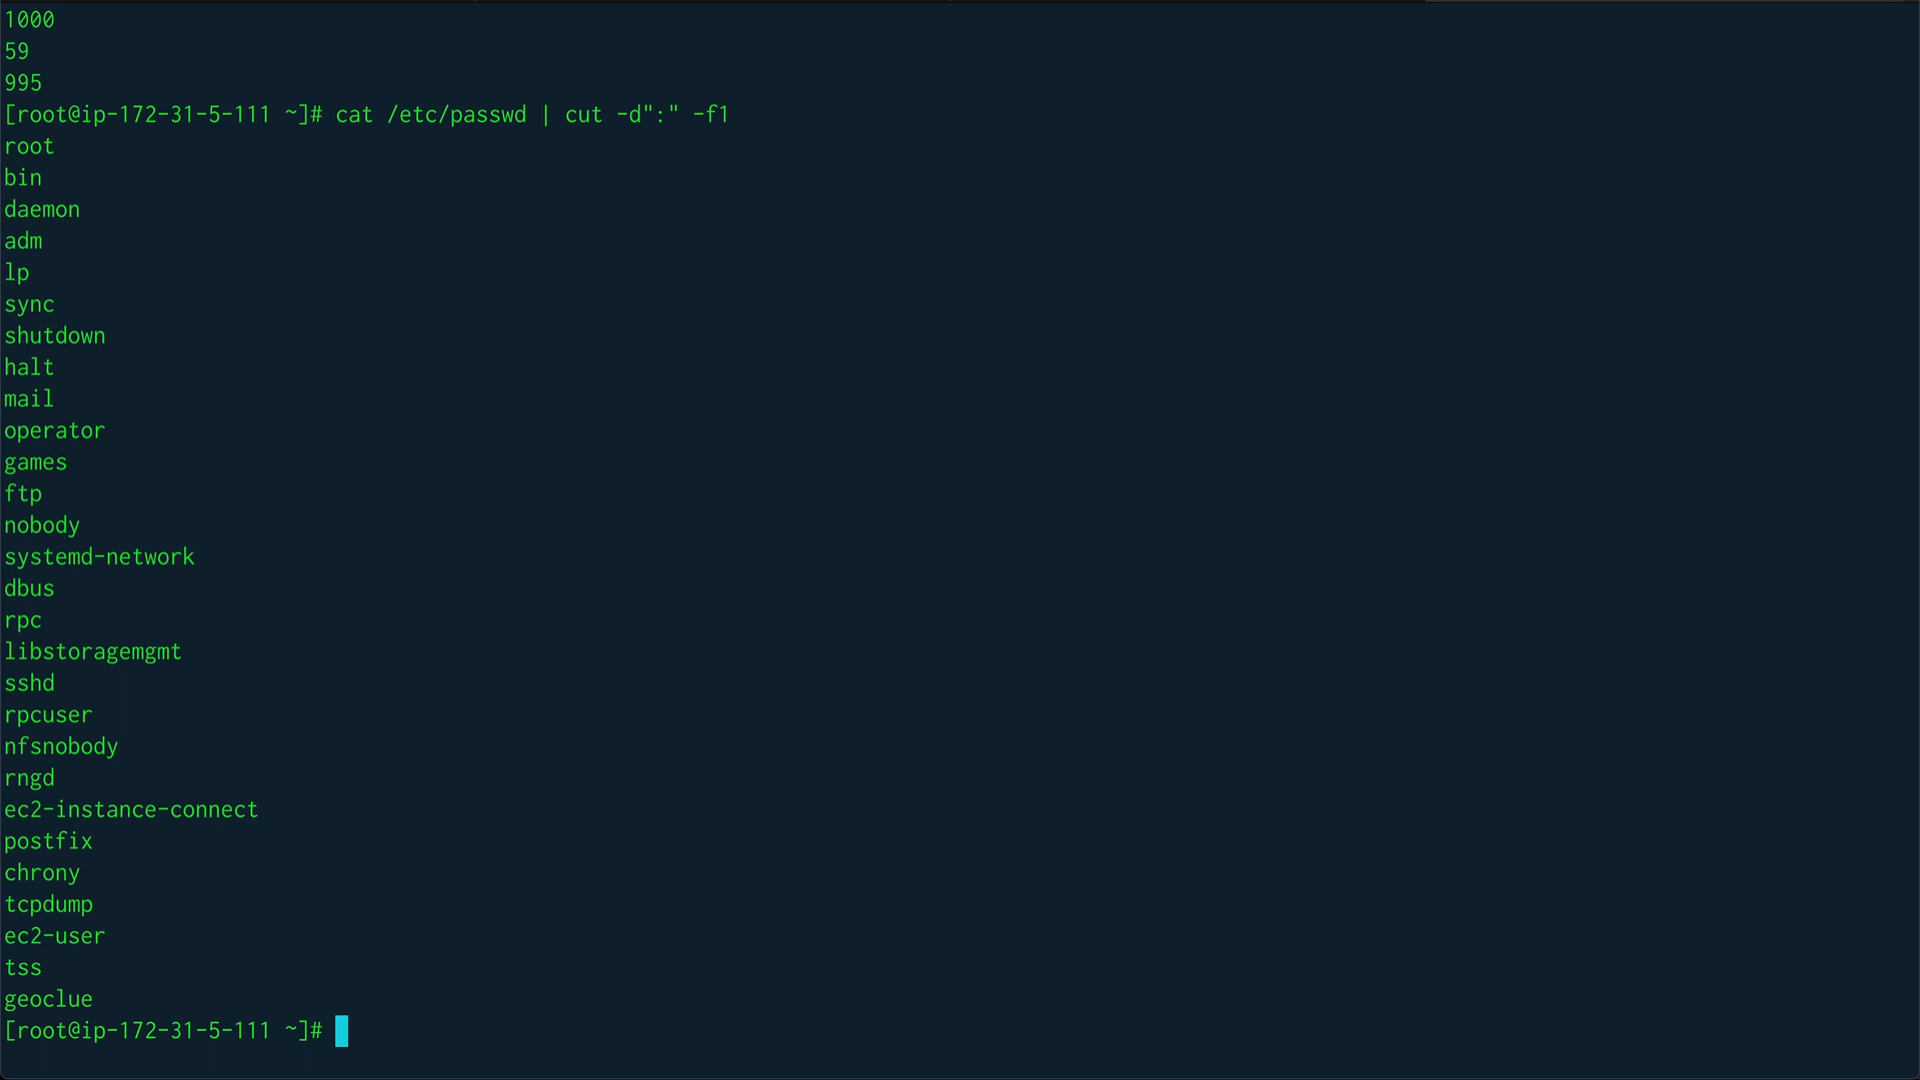 1000
59
995
[root@ip-172-31-5-111 ~]# cat /etc/passwd | cut -d":" -f1
root
bin
daemon
adm
lp
sync
shutdown
halt
mail
operator
games
ftp
nobody
systemd-network
dbus
rpc
libstoragemgmt
sshd
rpcuser
nfsnobody
rngd
ec2-instance-connect
postfix
chrony
tcpdump
ec2-user
tss
geoclue
[root@ip-172-31-5-111 ~]#